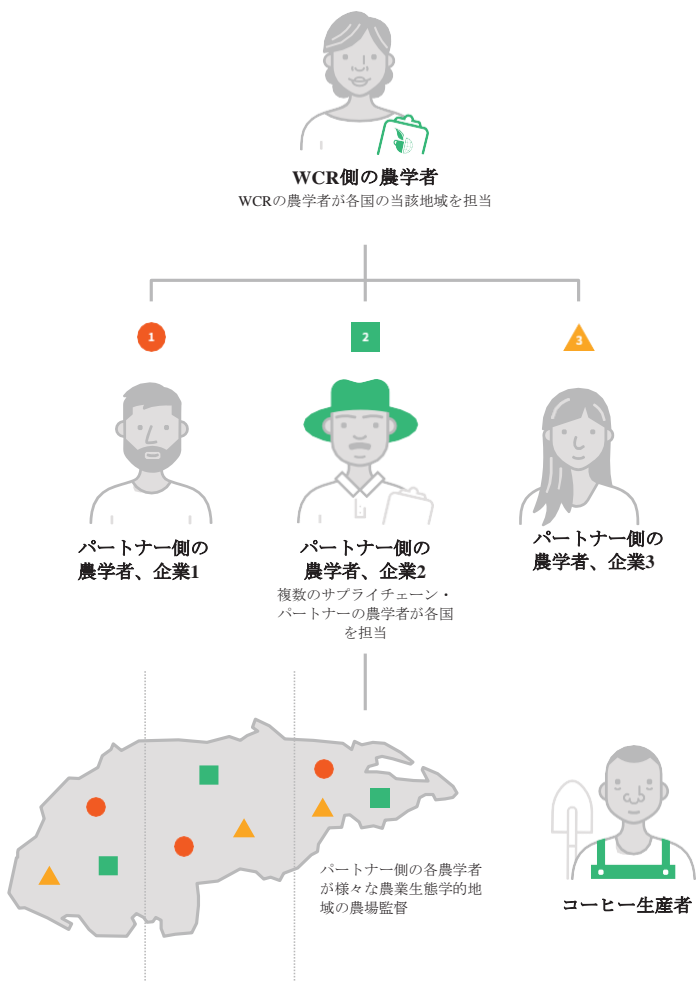 WCR側の農学者
WCRの農学者が各国の当該地域を担当
1
2
3
パートナー側の
農学者、企業1
パートナー側の
農学者、企業2
複数のサプライチェーン・
パートナーの農学者が各国
を担当
パートナー側の
農学者、企業3
パートナー側の各農学者
が様々な農業生態学的地
域の農場監督
コーヒー生産者